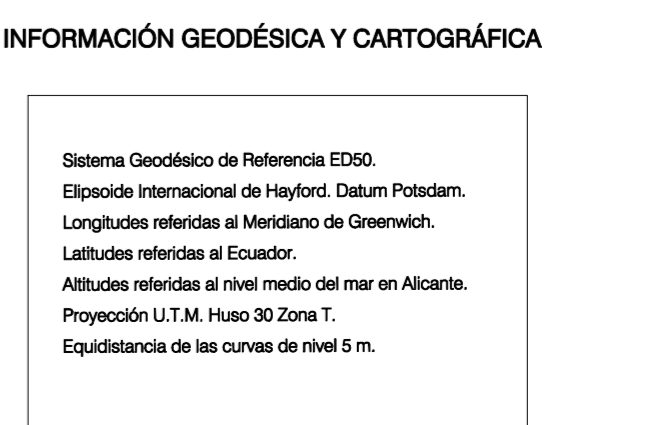 INFORMACIÓN GEODÉSICA Y CARTOGRÁFICA
Sistema Geodésico de Referencia ED50.
Elipsoide Internacional de Hayford. Datum Potsdam.
Longitudes referidas al Meridiano de Greenwich.
Latitudes referidas al Ecuador.
Altitudes referidas al nivel medio del mar en Alicante.
Proyección U.T.M. Huso 30 Zona T.
Equidistancia de las curvas de nivel 5 m.